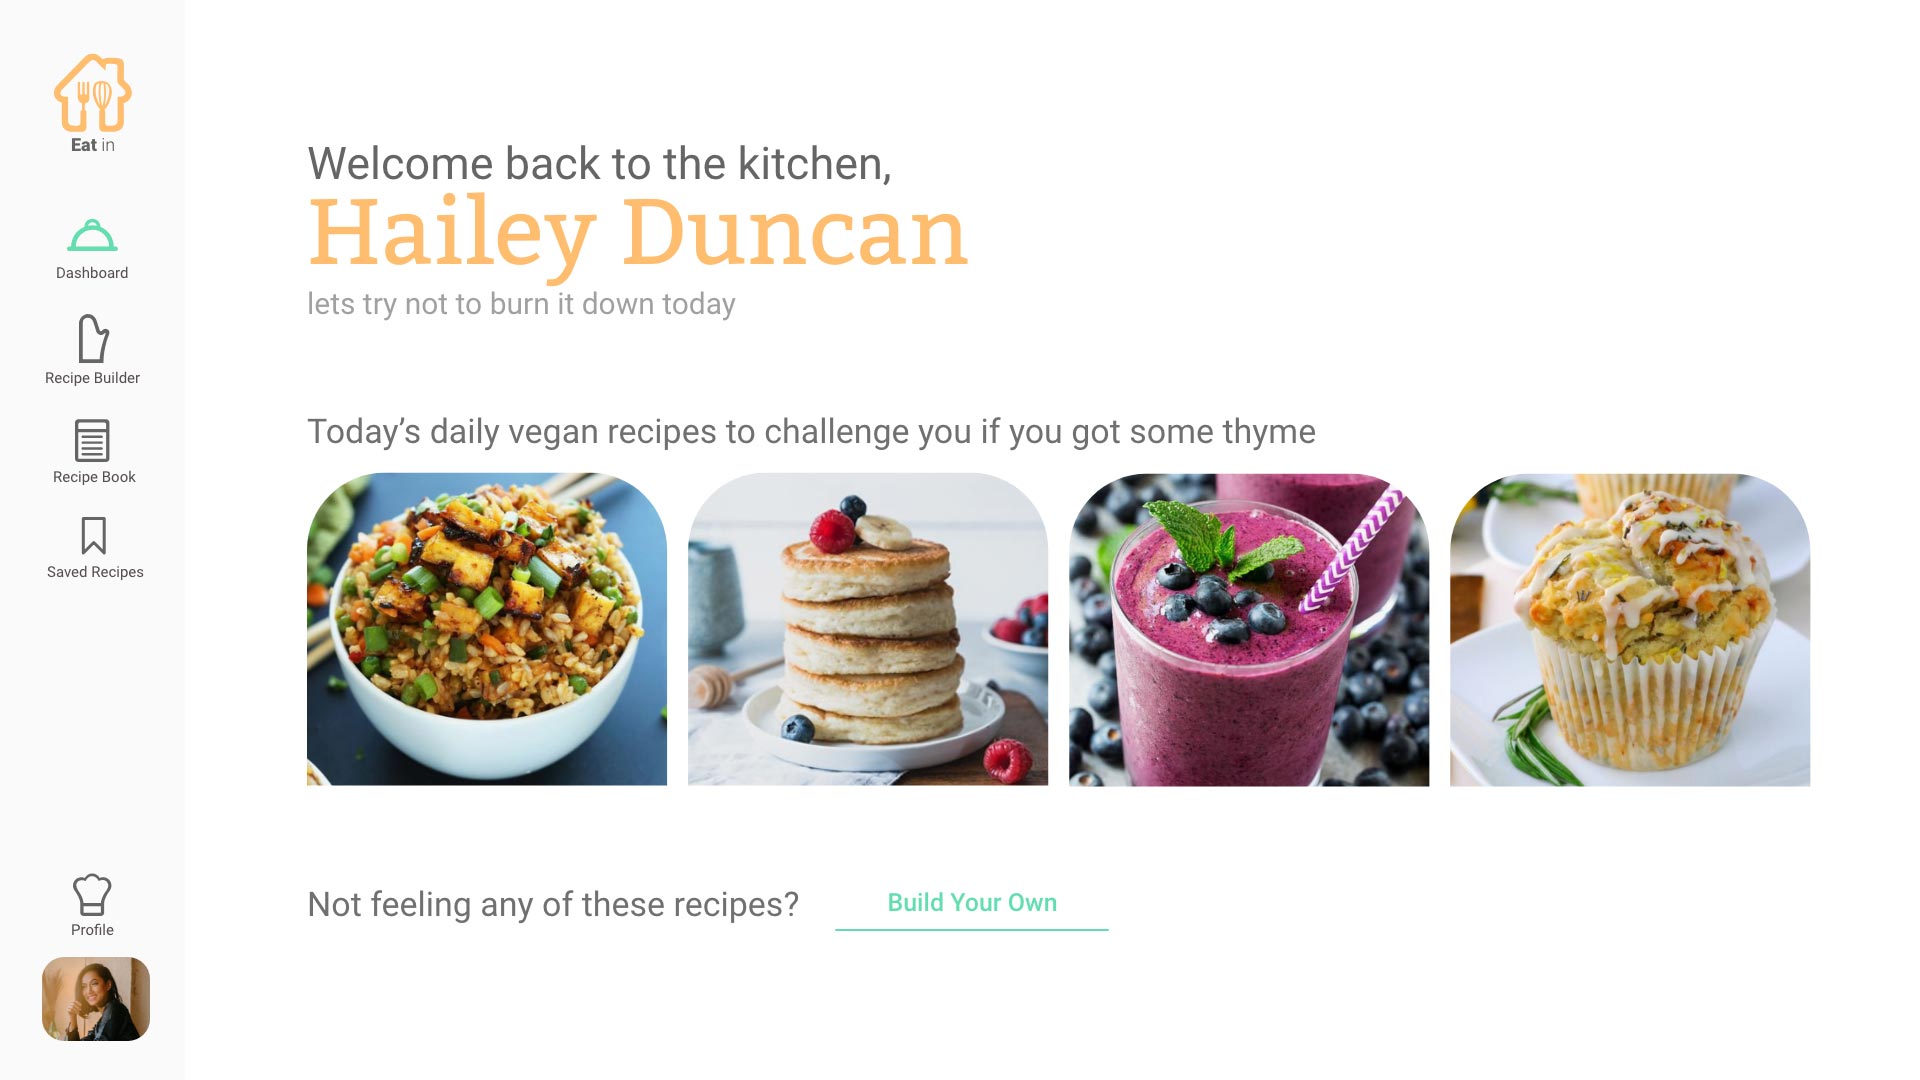 Eat in
Dashboard
Recipe Builder
Recipe Book
Saved Recipes
Profile
Welcome back to the kitchen,
Hailey Duncan
lets try not to burn it down today
Today’s daily vegan recipes to challenge you if you got some thyme
Not feeling any of these recipes?
Build Your Own